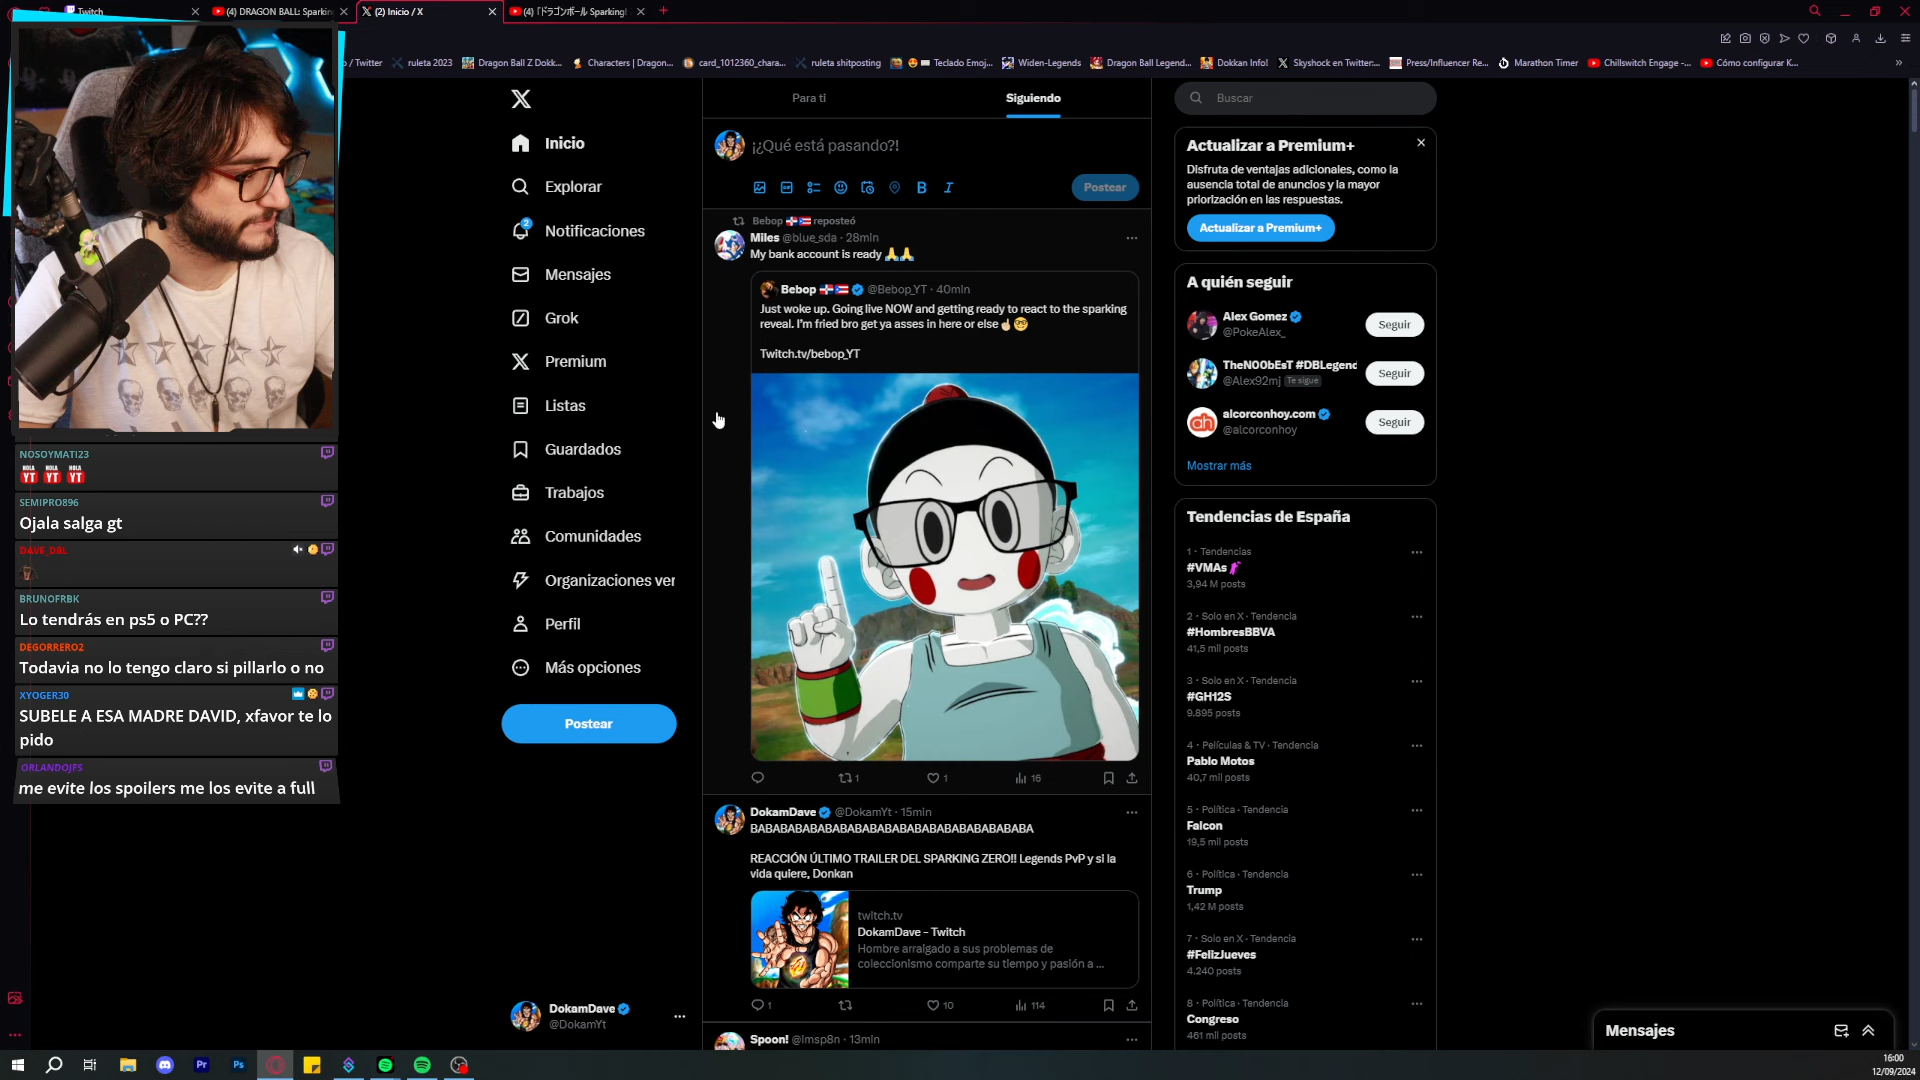 Twitch
(4) DRAGON BALL: Sparkin
(2) Inicio / X
(4) 「ドラゴンボール Sparking!
o / Twitter
ruleta 2023
Dragon Ball Z Dokk...
Characters | Dragon...
card_1012360_chara...
ruleta shitposting
Teclado Emoj...
Widen-Legends
Dragon Ball Legend...
Dokkan Info!
Skyshock en Twitter:...
Press/Influencer Re...
Marathon Timer
Chillswitch Engage -...
Cómo configurar K...
NOSOYMATI23
HOLA YT HOLA YT HOLA YT
SEMIPRO896
Ojala salga gt
DAVE_DBL
BRUNOFRBK
Lo tendrás en ps5 o PC??
DEGORRERO2
Todavia no lo tengo claro si pillarlo o no
XYOGER30
SUBELE A ESA MADRE DAVID, xfavor te lo
pido
ORLANDOJFS
me evite los spoilers me los evite a full
Inicio
Explorar
2
Notificaciones
Mensajes
Grok
Premium
Listas
Guardados
Trabajos
Comunidades
Organizaciones ver
Perfil
Más opciones
Postear
DokamDave
@DokamYt
Para ti
Siguiendo
¡¿Qué está pasando?!
Postear
Bebop 🇩🇴🇵🇷 reposteó
Miles @blue_sda · 28min
My bank account is ready 🙏🙏
Bebop 🇩🇴🇵🇷 @Bebop_YT · 40min
Just woke up. Going live NOW and getting ready to react to the sparking
reveal. I'm fried bro get ya asses in here or else☝🤓
Twitch.tv/bebop_YT
1
1
16
DokamDave @DokamYt · 15min
BABABABABABABABABABABABABABABABABABABA
REACCIÓN ÚLTIMO TRAILER DEL SPARKING ZERO!! Legends PvP y si la
vida quiere, Donkan
twitch.tv
DokamDave - Twitch
Hombre arraigado a sus problemas de
coleccionismo comparte su tiempo y pasión a ...
1
10
114
Spoon! @lmsp8n · 13min
Buscar
Actualizar a Premium+
Disfruta de ventajas adicionales, como la
ausencia total de anuncios y la mayor
priorización en las respuestas.
Actualizar a Premium+
A quién seguir
Alex Gomez
@PokeAlex_
Seguir
TheN00bEsT #DBLegend
@Alex92mj Te sigue
Seguir
alcorconhoy.com
@alcorconhoy
Seguir
Mostrar más
Tendencias de España
1 · Tendencias
#VMAs
3,94 M posts
2 · Solo en X · Tendencia
#HombresBBVA
41,5 mil posts
3 · Solo en X · Tendencia
#GH12S
9.895 posts
4 · Películas & TV · Tendencia
Pablo Motos
40,7 mil posts
5 · Política · Tendencia
Falcon
19,5 mil posts
6 · Política · Tendencia
Trump
1,42 M posts
7 · Solo en X · Tendencia
#FelizJueves
4.240 posts
8 · Política · Tendencia
Congreso
461 mil posts
Mensajes
Pr
Ps
16:00
12/09/2024